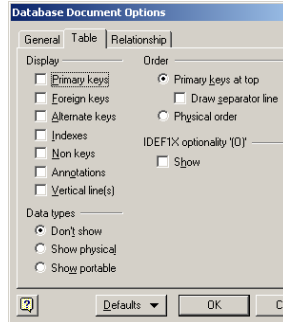 Database Document Options
General Table Relationship
Display
Primary keys
Foreign keys
Alternate keys
Indexes
Non keys
Annotations
Vertical line(s)
Data types
Don't show
Show physical
Show portable
Order
Primary keys at top
Draw separator line
Physical order
IDEF1X optionality '(O)'
Show
Defaults
OK